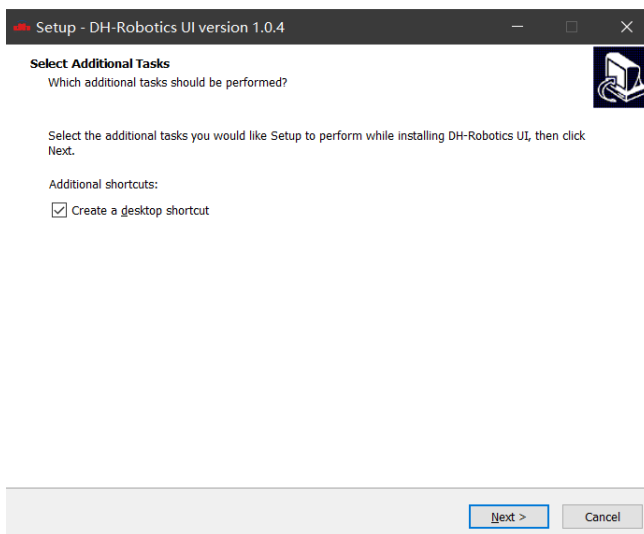 Setup - DH-Robotics UI version 1.0.4
Select Additional Tasks
Which additional tasks should be performed?
Select the additional tasks you would like Setup to perform while installing DH-Robotics UI, then click
Next.
Additional shortcuts:
Create a desktop shortcut
Next >
Cancel